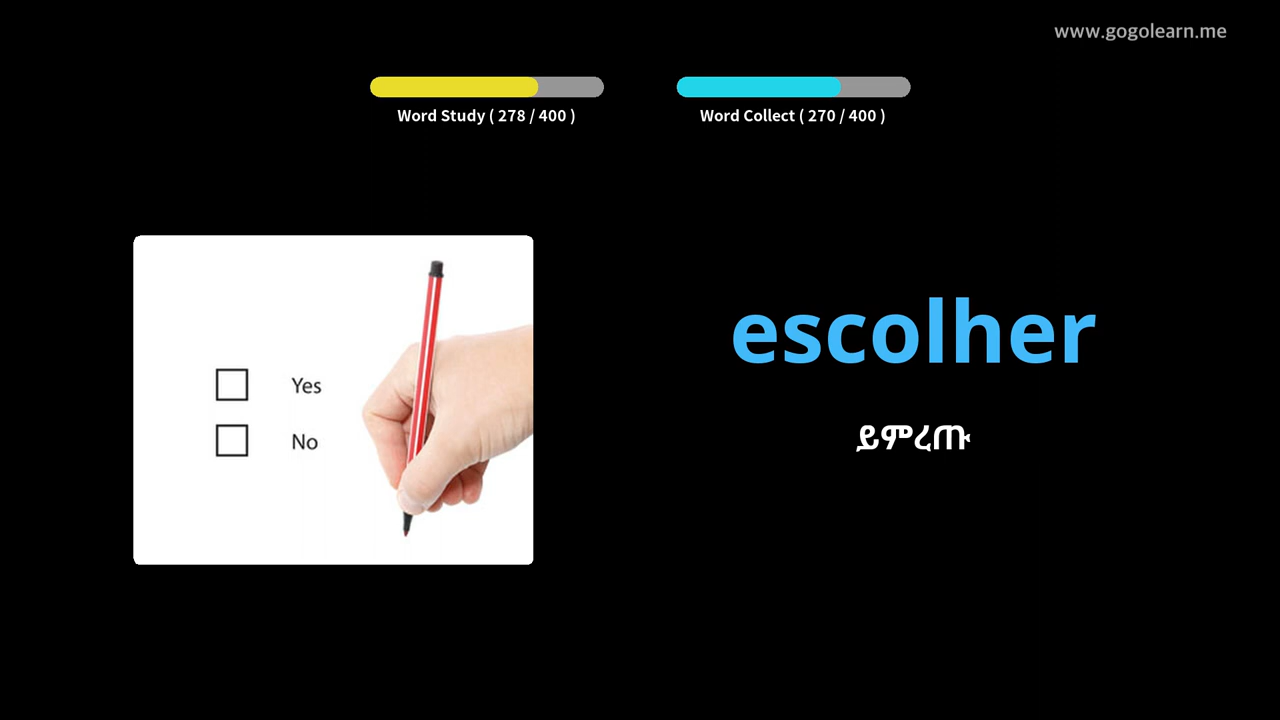 www.gogolearn.me
Word Study ( 278 / 400 )
Word Collect ( 270 / 400 )
Yes
No
escolher
ይምረጡ